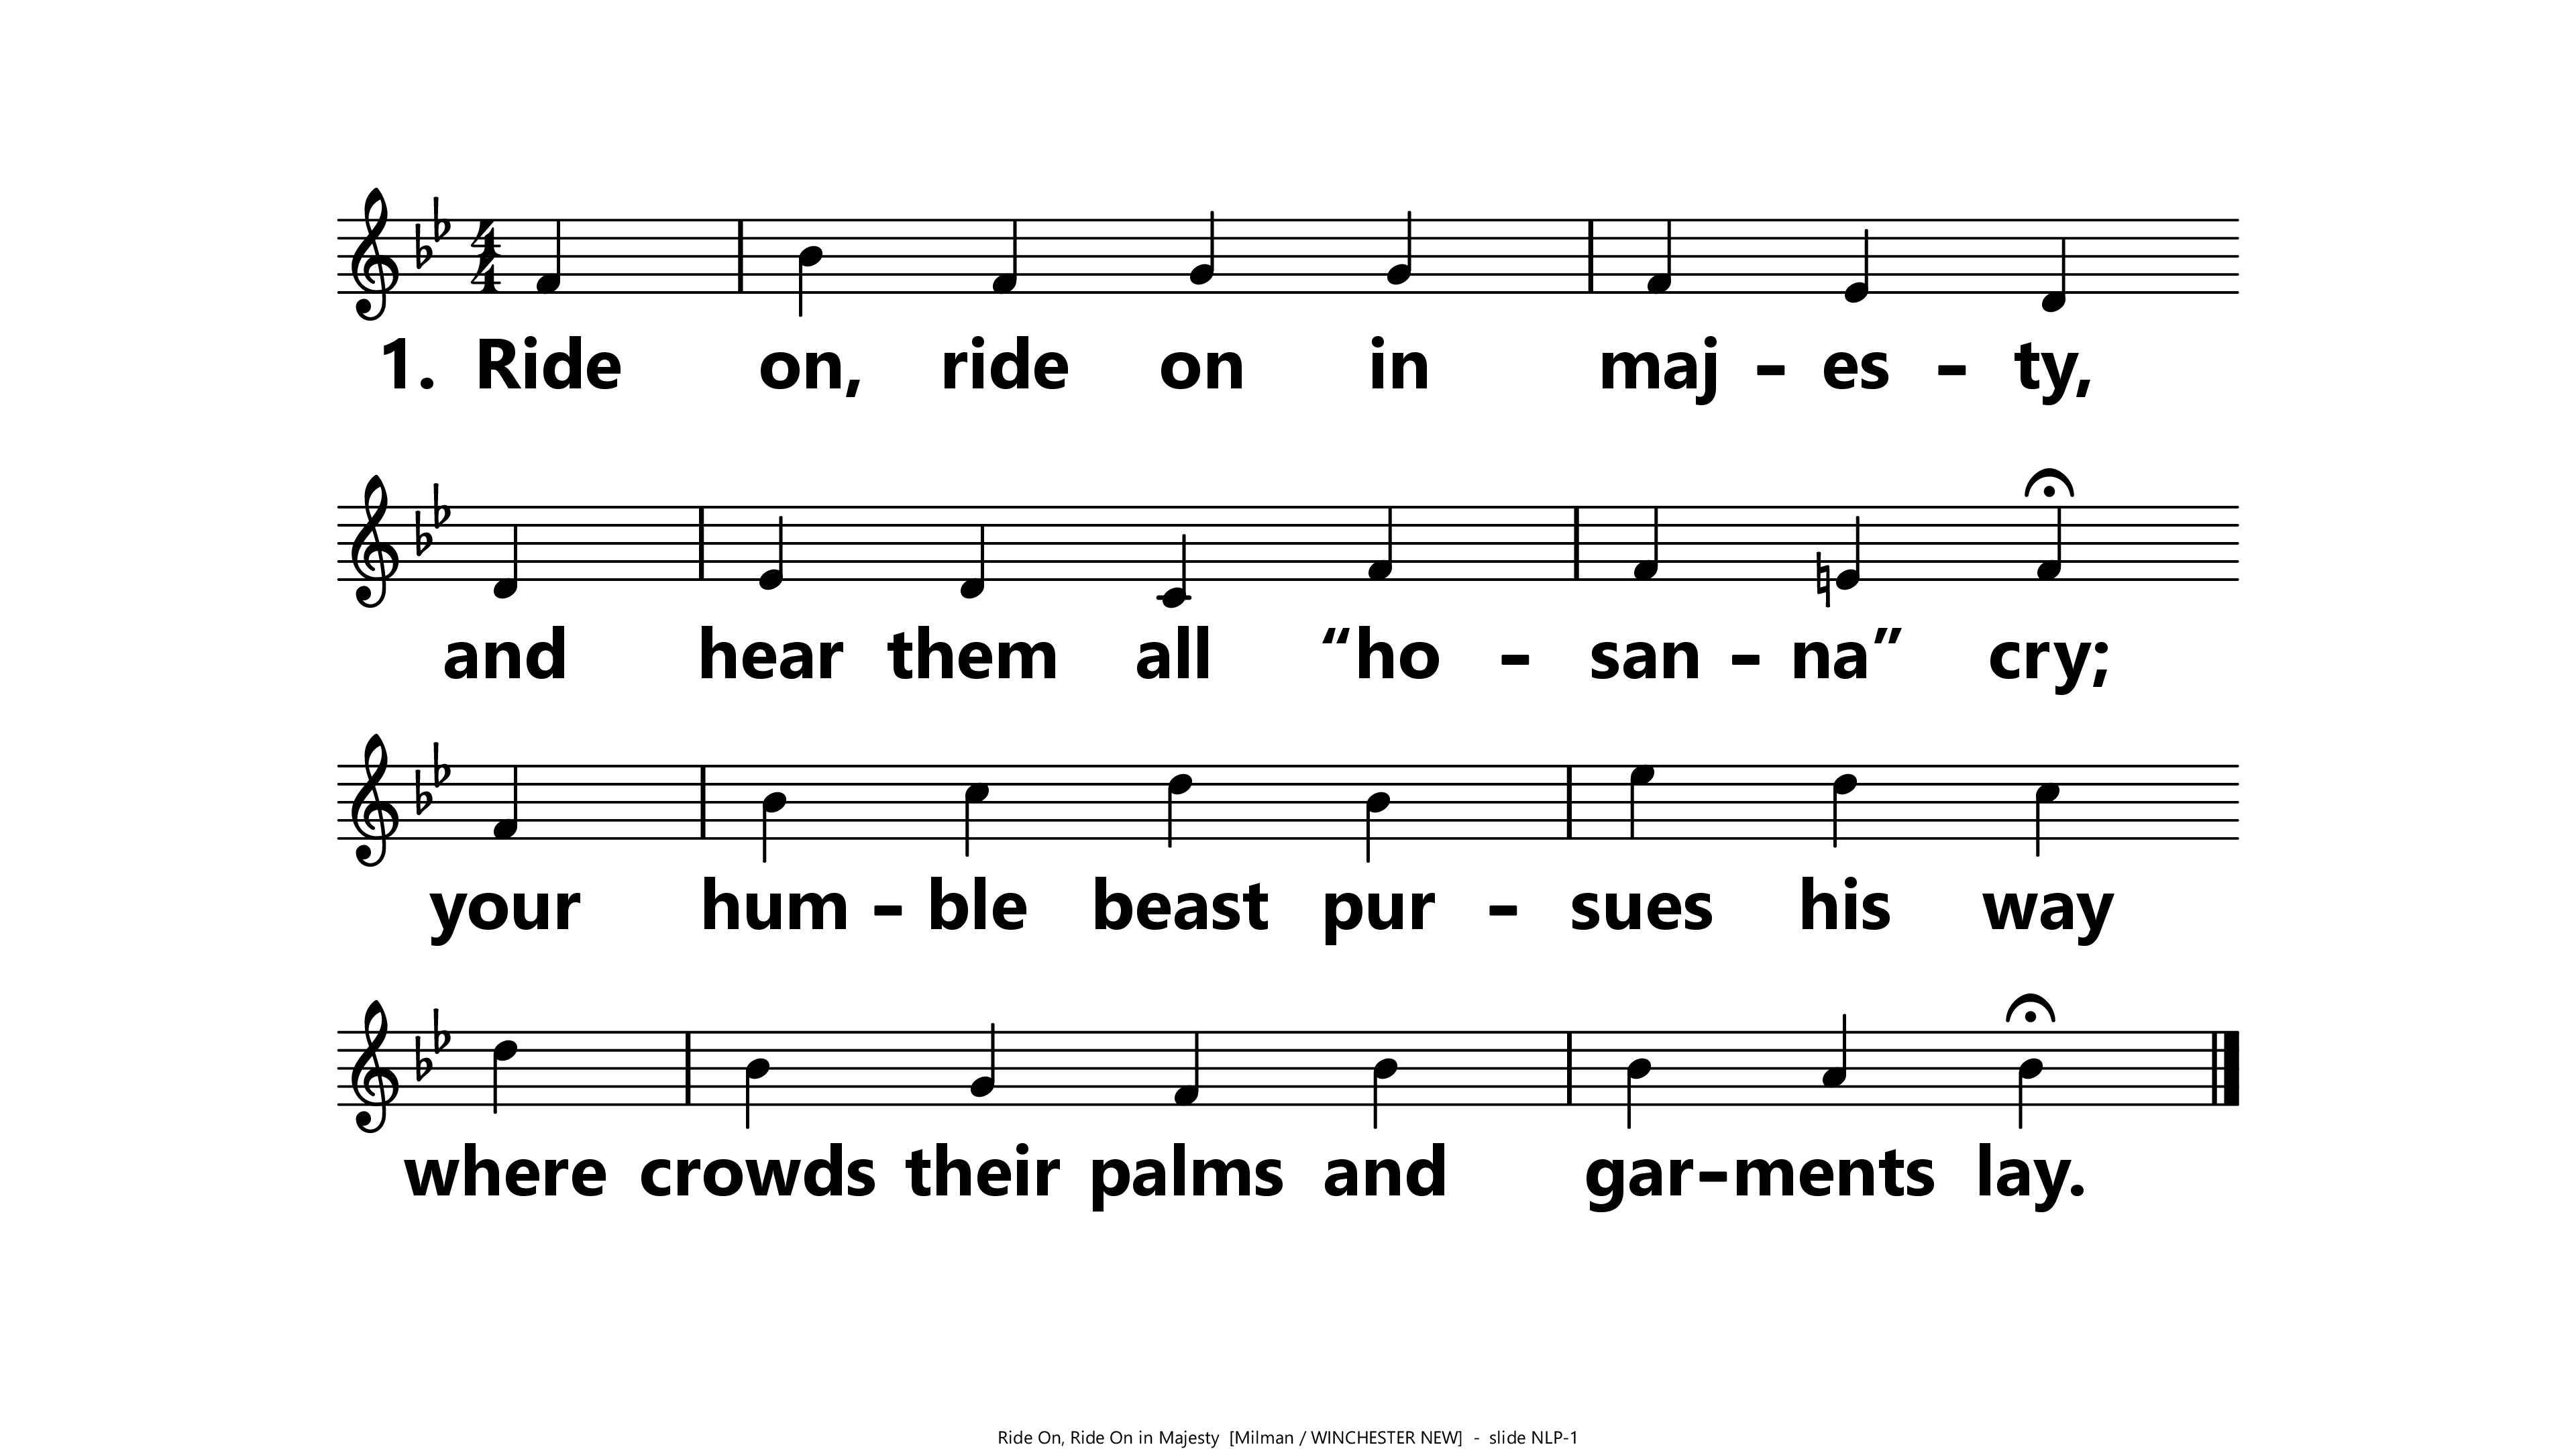 1. Ride on, ride on in maj - es - ty,
and hear them all “ho - san - na” cry;
your hum - ble beast pur - sues his way
where crowds their palms and gar-ments lay.
Ride On, Ride On in Majesty [Milman / WINCHESTER NEW] - slide NLP-1